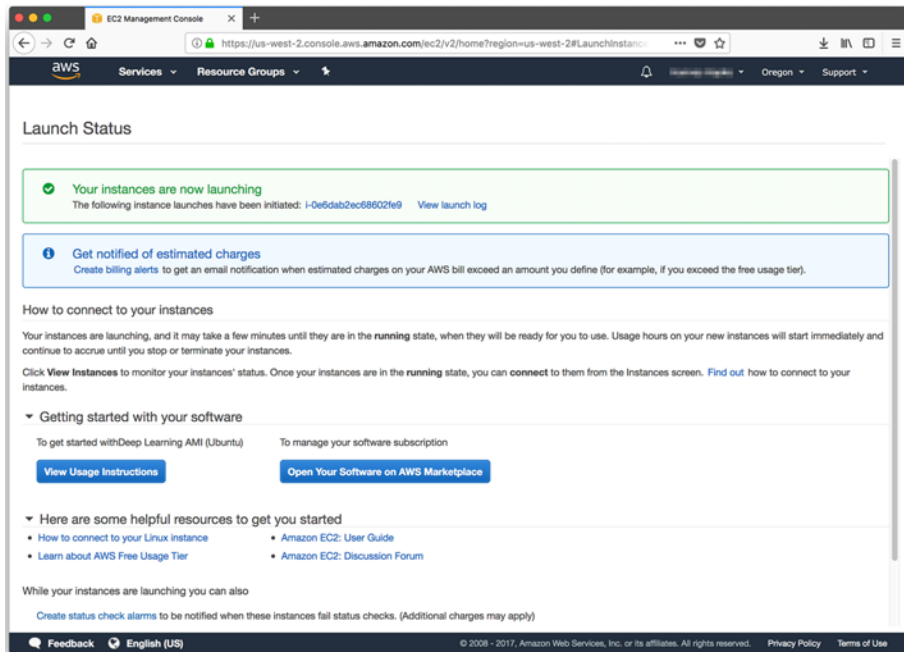 EC2 Management Console
https://us-west-2.console.aws.amazon.com/ec2/v2/home?region=us-west-2#LaunchInstance
aws Services Resource Groups Oregon Support
Launch Status
Your instances are now launching
The following instance launches have been initiated: i-0e6dab2ec68602fe9 View launch log
Get notified of estimated charges
Create billing alerts to get an email notification when estimated charges on your AWS bill exceed an amount you define (for example, if you exceed the free usage tier).
How to connect to your instances
Your instances are launching, and it may take a few minutes until they are in the running state, when they will be ready for you to use. Usage hours on your new instances will start immediately and
continue to accrue until you stop or terminate your instances.
Click View Instances to monitor your instances' status. Once your instances are in the running state, you can connect to them from the Instances screen. Find out how to connect to your
instances.
Getting started with your software
To get started withDeep Learning AMI (Ubuntu) To manage your software subscription
View Usage Instructions Open Your Software on AWS Marketplace
Here are some helpful resources to get you started
• How to connect to your Linux instance • Amazon EC2: User Guide
• Learn about AWS Free Usage Tier • Amazon EC2: Discussion Forum
While your instances are launching you can also
Create status check alarms to be notified when these instances fail status checks. (Additional charges may apply)
Feedback English (US) © 2008 - 2017, Amazon Web Services, Inc. or its affiliates. All rights reserved. Privacy Policy Terms of Use